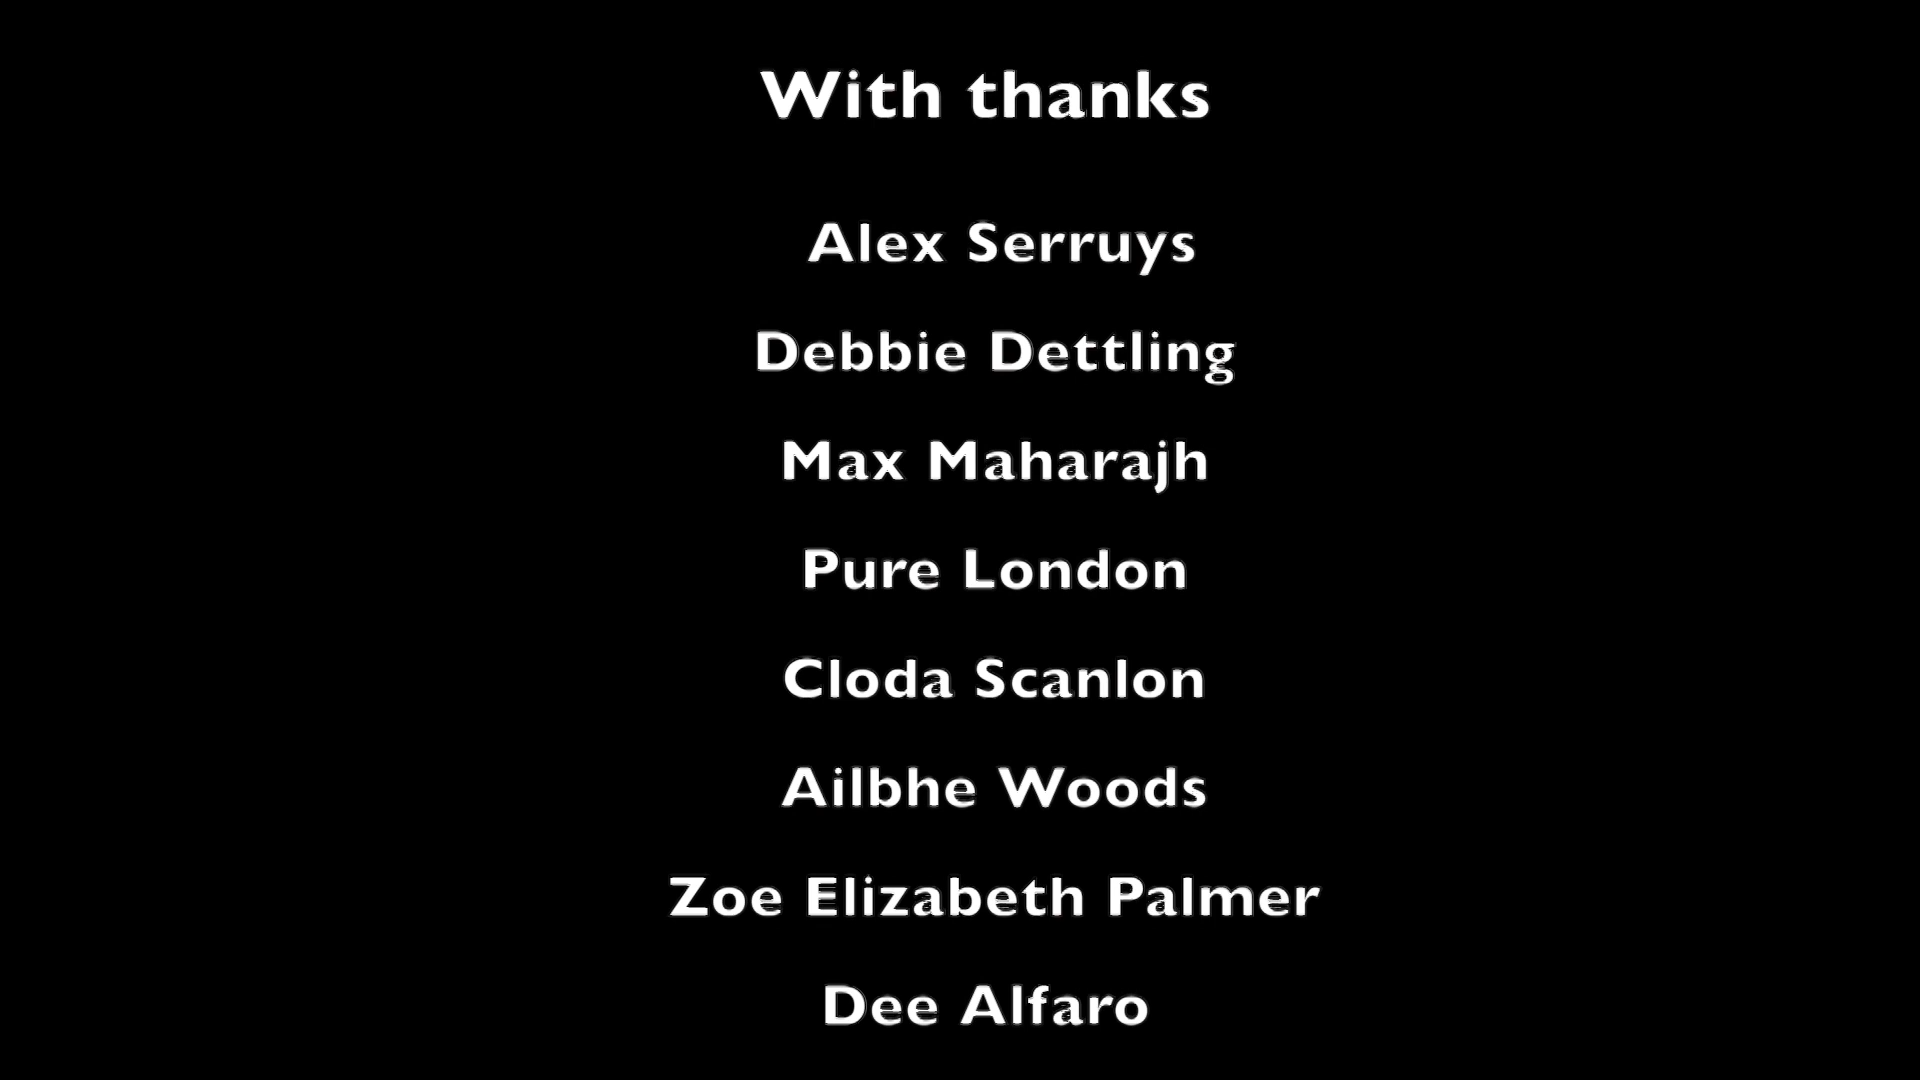 With thanks
Alex Serruys
Debbie Dettling
Max Maharajh
Pure London
Cloda Scanlon
Ailbhe Woods
Zoe Elizabeth Palmer
Dee Alfaro